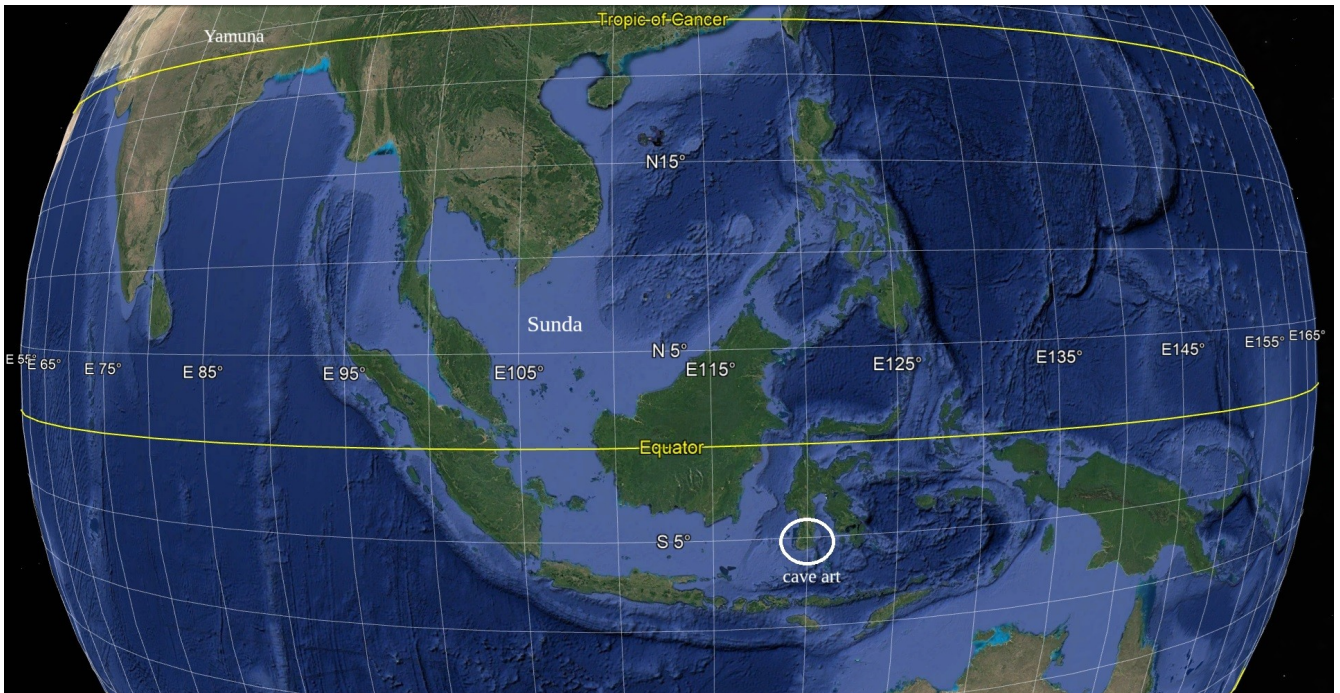 Tropic of Cancer
Yamuna
N15°
Sunda
E 55° E 65° E 75° E 85° E 95° E105° N 5° E115° E125° E135° E145° E155° E165°
Equator
S 5°
cave art